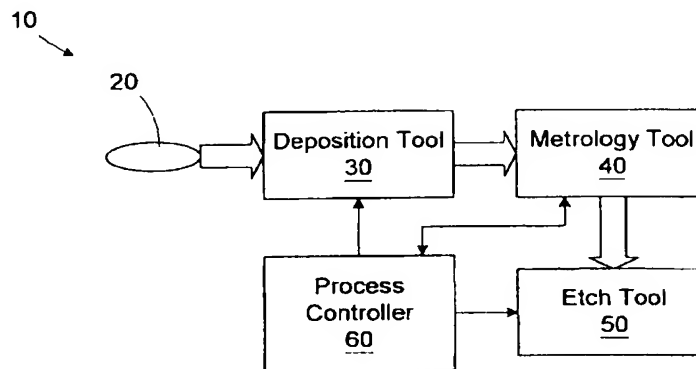 10
20
Deposition Tool
30
Metrology Tool
40
Process
Controller
60
Etch Tool
50